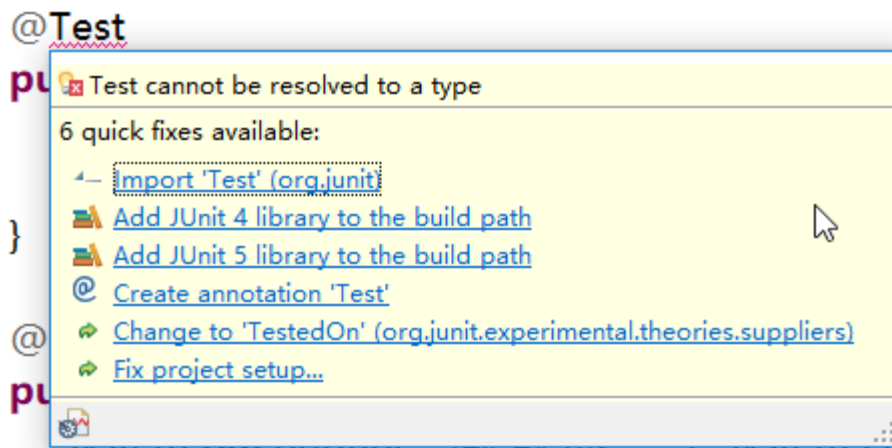 @Test
pu
Test cannot be resolved to a type
6 quick fixes available:
Import 'Test' (org.junit)
Add JUnit 4 library to the build path
Add JUnit 5 library to the build path
}
Create annotation 'Test'
Change to 'TestedOn' (org.junit.experimental.theories.suppliers)
@
Fix project setup...
pu